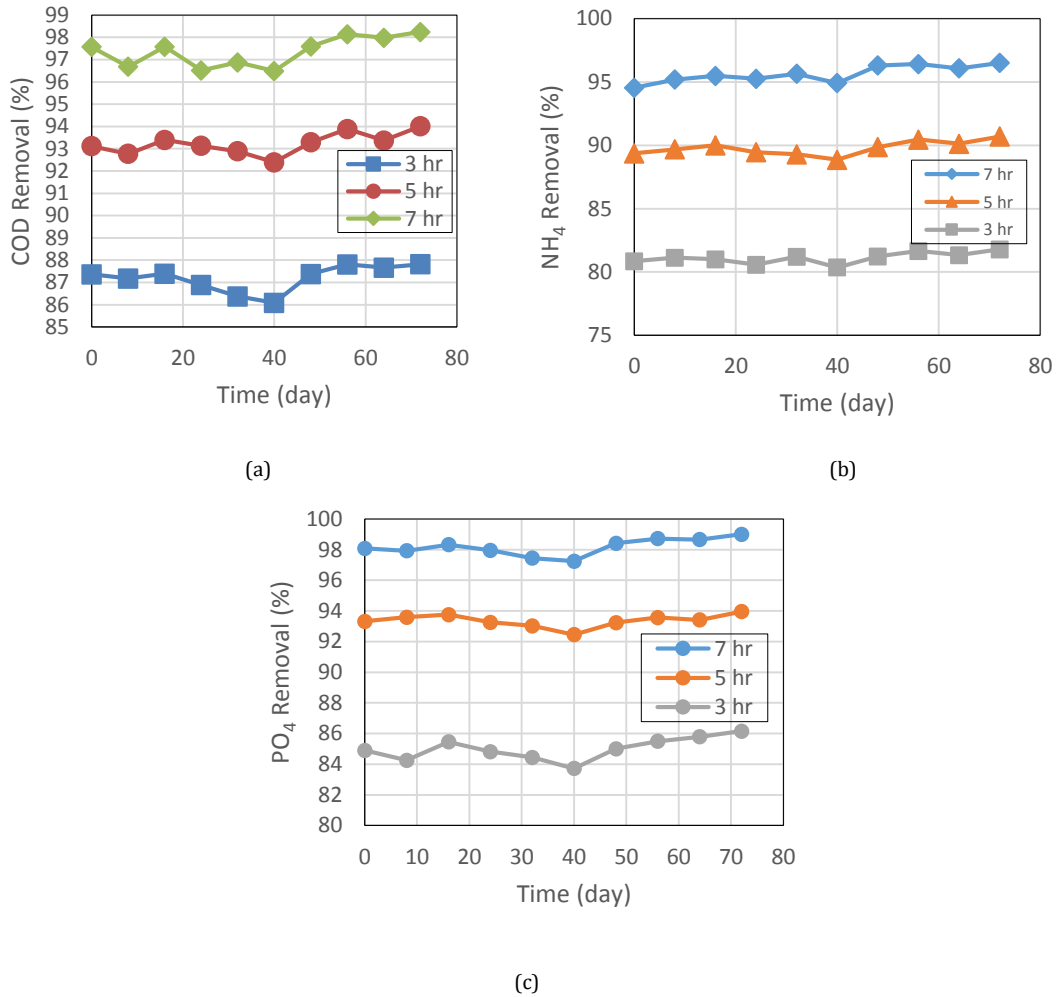 99
98
97
96
95
94
93
92
91
90
89
88
87
86
85
COD Removal (%)
3 hr
5 hr
7 hr
0 20 40 60 80
Time (day)
(a)
100
95
90
85
80
75
NH4 Removal (%)
7 hr
5 hr
3 hr
0 20 40 60 80
Time (day)
(b)
100
98
96
94
92
90
88
86
84
82
80
PO4 Removal (%)
7 hr
5 hr
3 hr
0 10 20 30 40 50 60 70 80
Time (day)
(c)